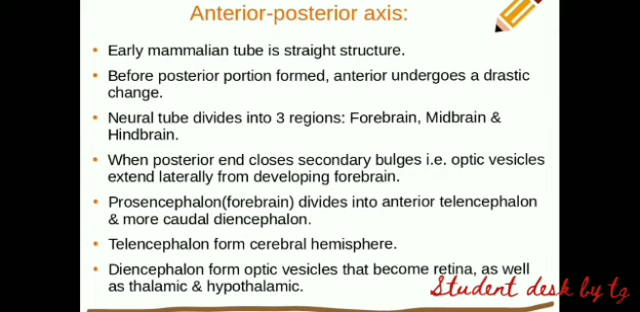 Anterior-posterior axis:
• Early mammalian tube is straight structure.
• Before posterior portion formed, anterior undergoes a drastic
change.
• Neural tube divides into 3 regions: Forebrain, Midbrain &
Hindbrain.
• When posterior end closes secondary bulges i.e. optic vesicles
extend laterally from developing forebrain.
• Prosencephalon(forebrain) divides into anterior telencephalon
& more caudal diencephalon.
• Telencephalon form cerebral hemisphere.
• Diencephalon form optic vesicles that become retina, as well
as thalamic & hypothalamic.
Student desk by tg